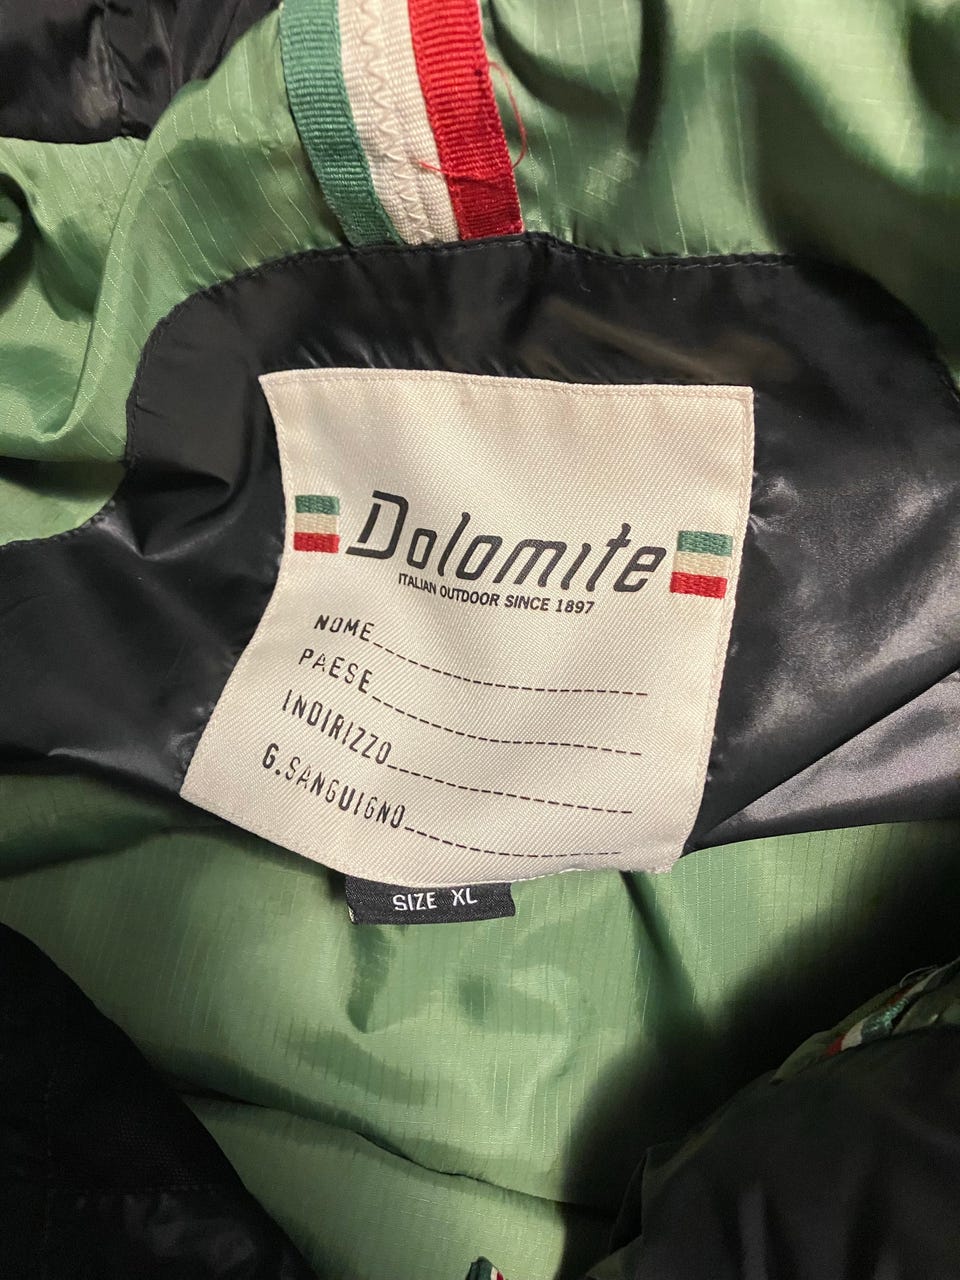 Dolomite
ITALIAN OUTDOOR SINCE 1897
NOME
PAESE
INDIRIZZO
G.SANGUIGNO
SIZE XL